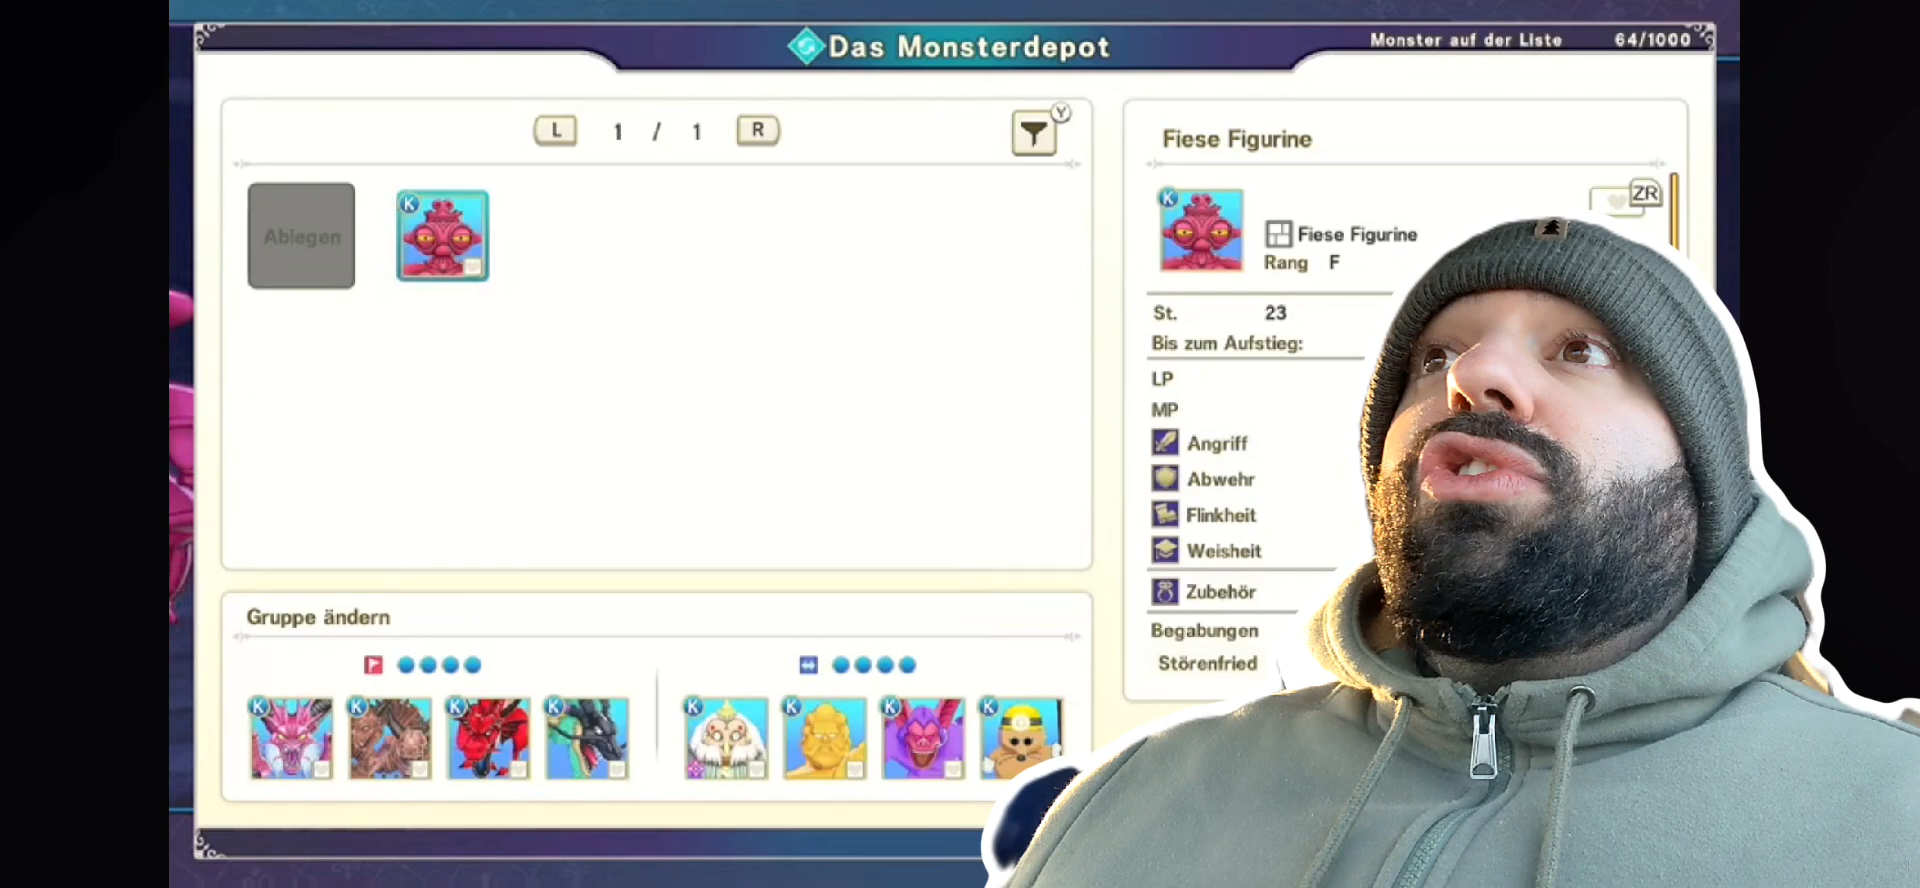 Das Monsterdepot
Monster auf der Liste 64/1000
L 1 / 1 R
Y
Ablegen
K
Fiese Figurine
K
ZR
Fiese Figurine
Rang F
St. 23
Bis zum Aufstieg:
LP
MP
Angriff
Abwehr
Flinkheit
Weisheit
Zubehör
Begabungen
Störenfried
Gruppe ändern
K K K K K K K K